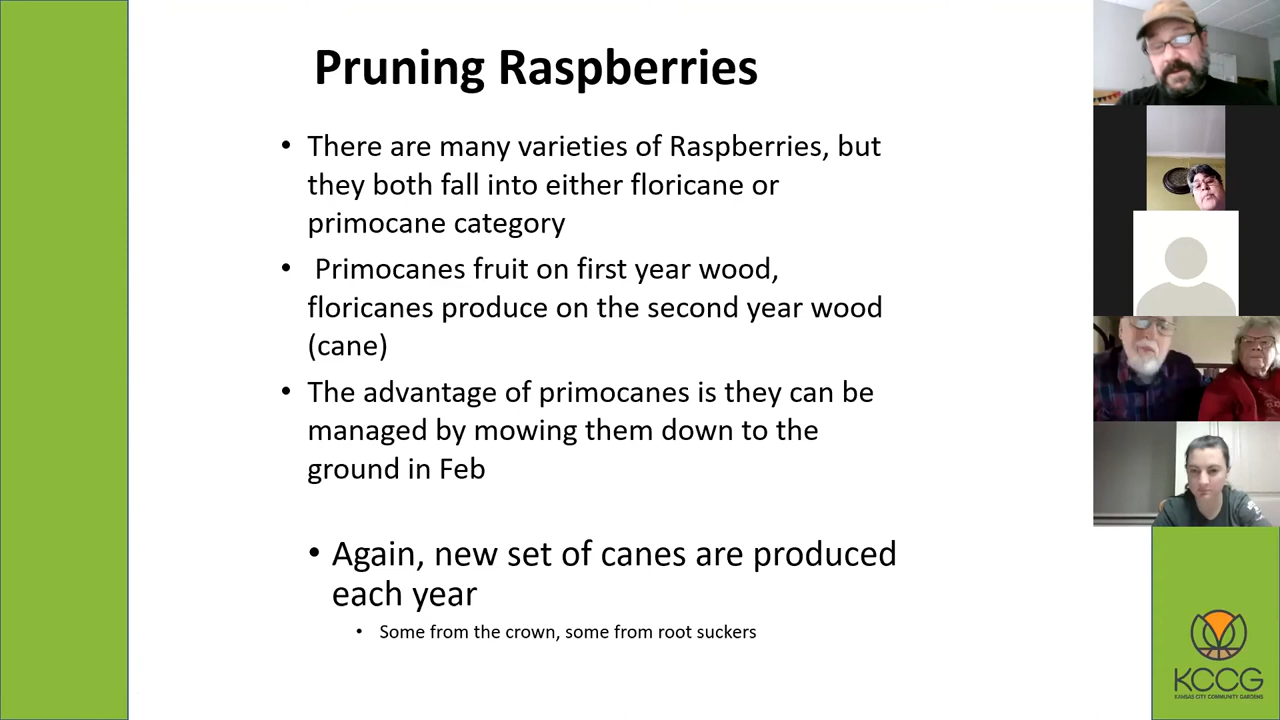 Pruning Raspberries
• There are many varieties of Raspberries, but
they both fall into either floricane or
primocane category
• Primocanes fruit on first year wood,
floricanes produce on the second year wood
(cane)
• The advantage of primocanes is they can be
managed by mowing them down to the
ground in Feb
• Again, new set of canes are produced
each year
• Some from the crown, some from root suckers
KCCG
KANSAS CITY COMMUNITY GARDENS